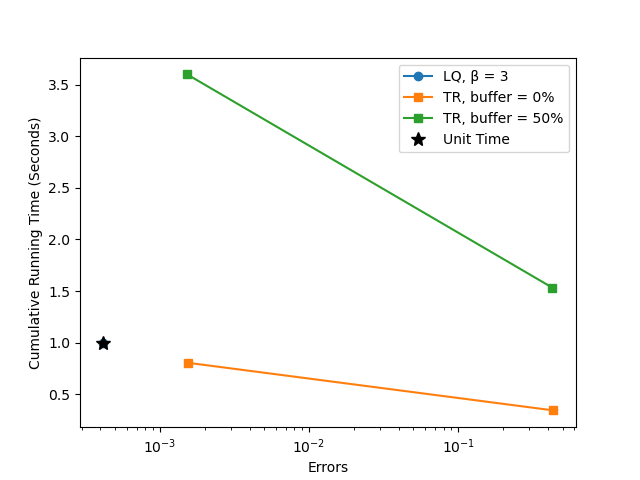 LQ, β = 3
TR, buffer = 0%
TR, buffer = 50%
Unit Time
Cumulative Running Time (Seconds)
3.5
3.0
2.5
2.0
1.5
1.0
0.5
10⁻³
10⁻²
10⁻¹
Errors